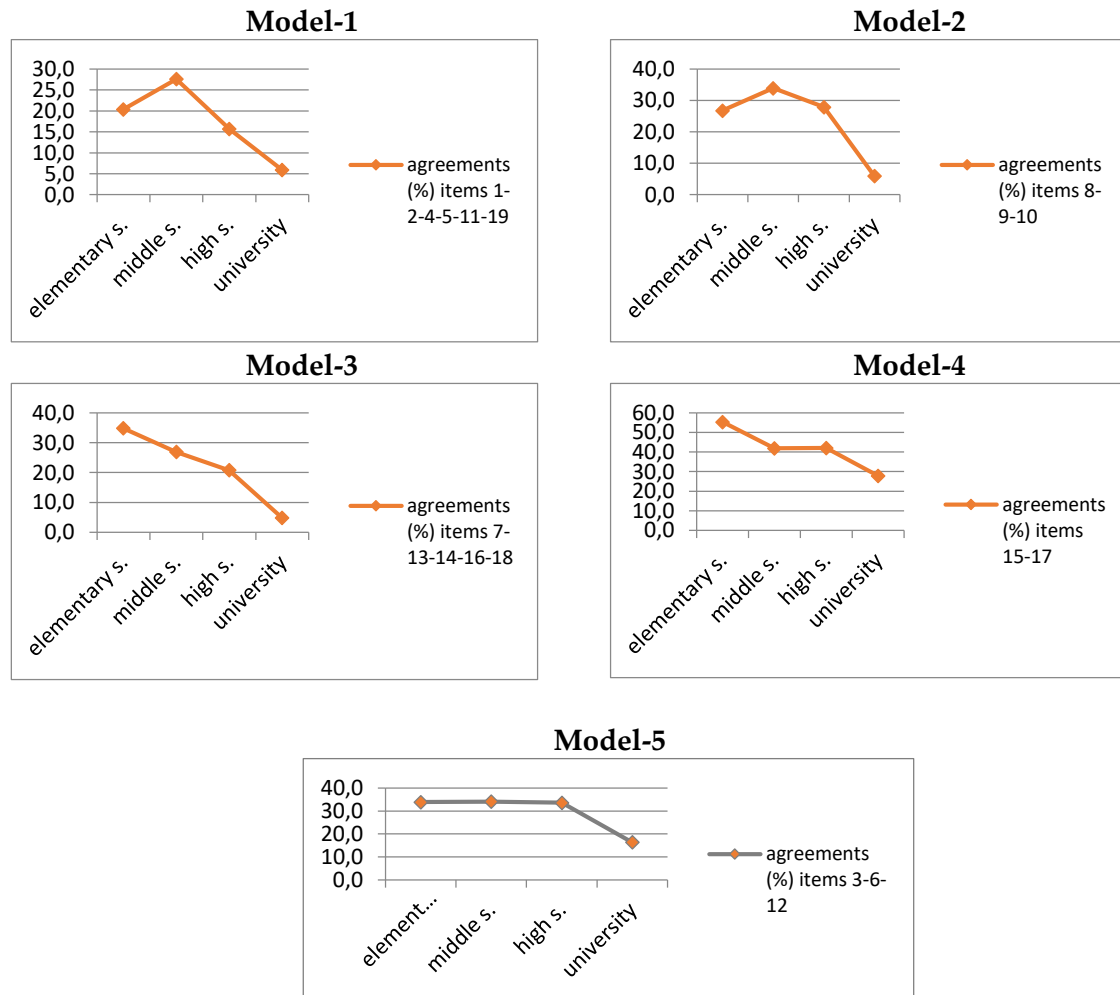 Model-1
30,0
25,0
20,0
15,0
10,0
5,0
0,0
elementary s.
middle s.
high s.
university
agreements
(%) items 1-
2-4-5-11-19
Model-2
40,0
30,0
20,0
10,0
0,0
elementary s.
middle s.
high s.
university
agreements
(%) items 8-
9-10
Model-3
40,0
30,0
20,0
10,0
0,0
elementary s.
middle s.
high s.
university
agreements
(%) items 7-
13-14-16-18
Model-4
60,0
50,0
40,0
30,0
20,0
10,0
0,0
elementary s.
middle s.
high s.
university
agreements
(%) items
15-17
Model-5
40,0
30,0
20,0
10,0
0,0
element...
middle s.
high s.
university
agreements
(%) items 3-6-
12